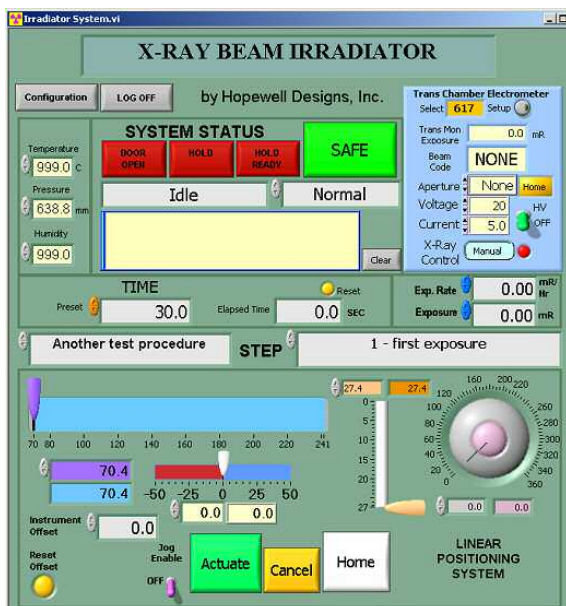 Irradiator System.vi
X-RAY BEAM IRRADIATOR
Configuration LOG OFF by Hopewell Designs, Inc.
Trans Chamber Electrometer
Select 617 Setup
Trans Mon Exposure 0.0 mR
Beam Code NONE
Aperture None Home
Voltage 20 HV
Current 5.0 OFF
X-Ray Control Manual
SYSTEM STATUS
DOOR OPEN HOLD HOLD READY SAFE
Idle Normal
Clear
Temperature
999.0 C
Pressure
638.8 mm
Humidity
999.0
TIME
Reset
Preset 30.0 Elapsed Time 0.0 SEC
Exp. Rate 0.00 mR/Hr
Exposure 0.00 mR
Another test procedure STEP 1 - first exposure
70 80 100 120 140 160 180 200 220 241
70.4
70.4
-50 -25 0 25 50
0.0 0.0
Instrument Offset 0.0
Reset Offset
Jog Enable
OFF
Actuate Cancel Home
27.4 27.4
0
5
10
15
20
25
27
0 20 40 60 80 100 120 140 160 180 200 220 260 280 300 320 340 360
0.0 0.0
LINEAR
POSITIONING
SYSTEM